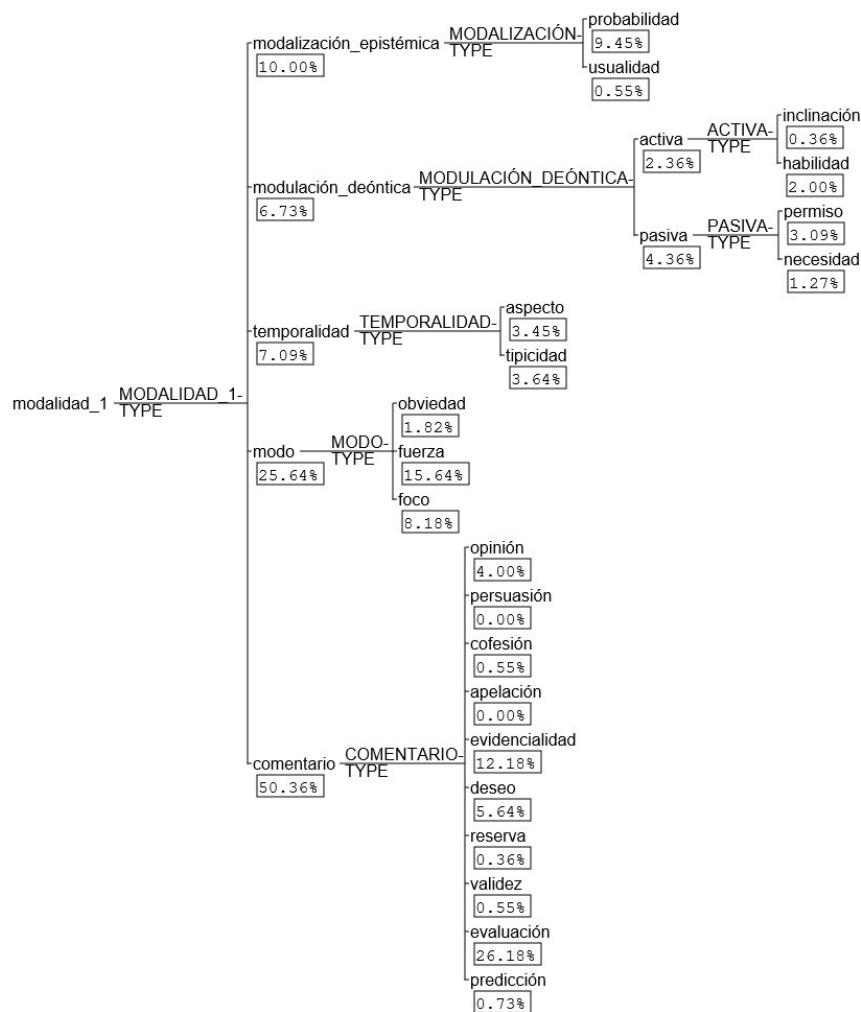 probabilidad
modalización_epistémica MODALIZACIÓN-
TYPE
9.45%
10.00%
usualidad
0.55%
inclinación
activa ACTIVA-
TYPE
0.36%
2.36%
habilidad
2.00%
modulación_deóntica MODULACIÓN_DEÓNTICA-
TYPE
6.73%
permiso
pasiva PASIVA-
TYPE
3.09%
4.36%
necesidad
1.27%
aspecto
temporalidad TEMPORALIDAD-
TYPE
3.45%
7.09%
tipicidad
3.64%
modalidad_1 MODALIDAD_1-
TYPE
obviedad
1.82%
modo MODO-
TYPE
fuerza
25.64%
15.64%
foco
8.18%
opinión
4.00%
persuasión
0.00%
cofesión
0.55%
apelación
0.00%
evidencialidad
comentario COMENTARIO-
TYPE
12.18%
50.36%
deseo
5.64%
reserva
0.36%
validez
0.55%
evaluación
26.18%
predicción
0.73%